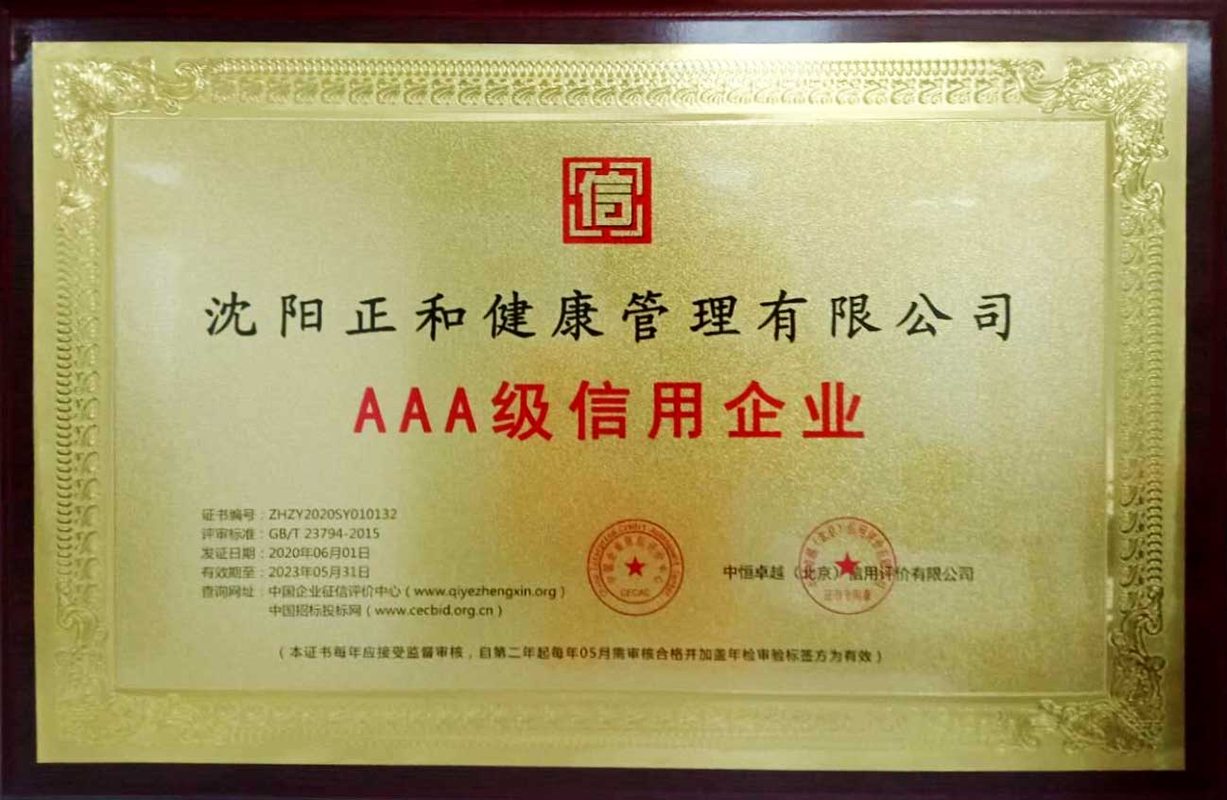 信
沈阳正和健康管理有限公司
AAA级信用企业
证书编号：ZHZY2020SY010132
评审标准：GB/T 23794-2015
发证日期：2020年06月01日
有效期至：2023年05月31日
查询网址：中国企业征信评价中心（www.qiyezhengxin.org）
中国招标投标网（www.cecbid.org.cn）
CECAC
中恒卓越（北京）信用评价有限公司
（本证书每年应接受监督审核，自第二年起每年05月需审核合格并加盖年检审验标签方为有效）